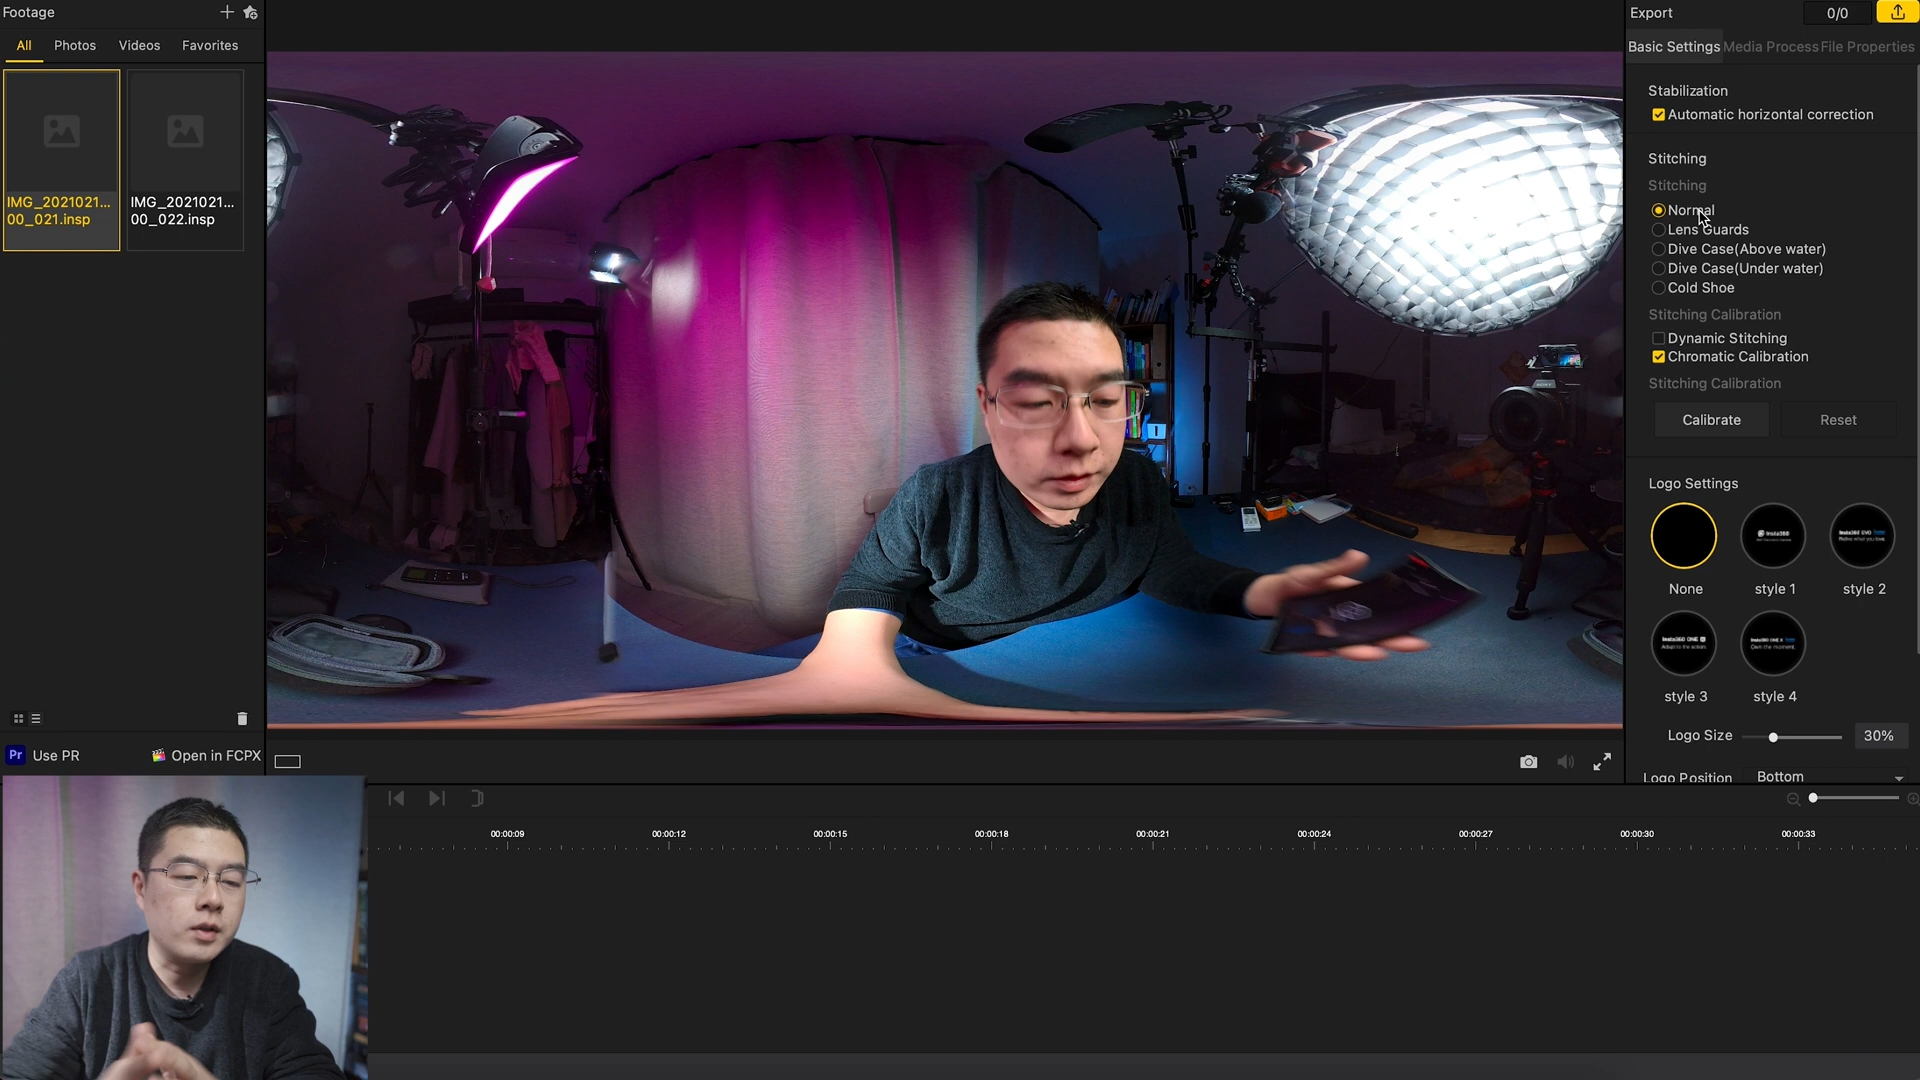 Footage
All Photos Videos Favorites
IMG_2021021...
00_021.insp
IMG_2021021...
00_022.insp
Pr Use PR
Open in FCPX
Export
0/0
Basic Settings Media Process File Properties
Stabilization
Automatic horizontal correction
Stitching
Stitching
Normal
Lens Guards
Dive Case(Above water)
Dive Case(Under water)
Cold Shoe
Stitching Calibration
Dynamic Stitching
Chromatic Calibration
Stitching Calibration
Calibrate Reset
Logo Settings
None style 1 style 2
style 3 style 4
Logo Size 30%
Logo Position Bottom
00:00:09 00:00:12 00:00:15 00:00:18 00:00:21 00:00:24 00:00:27 00:00:30 00:00:33